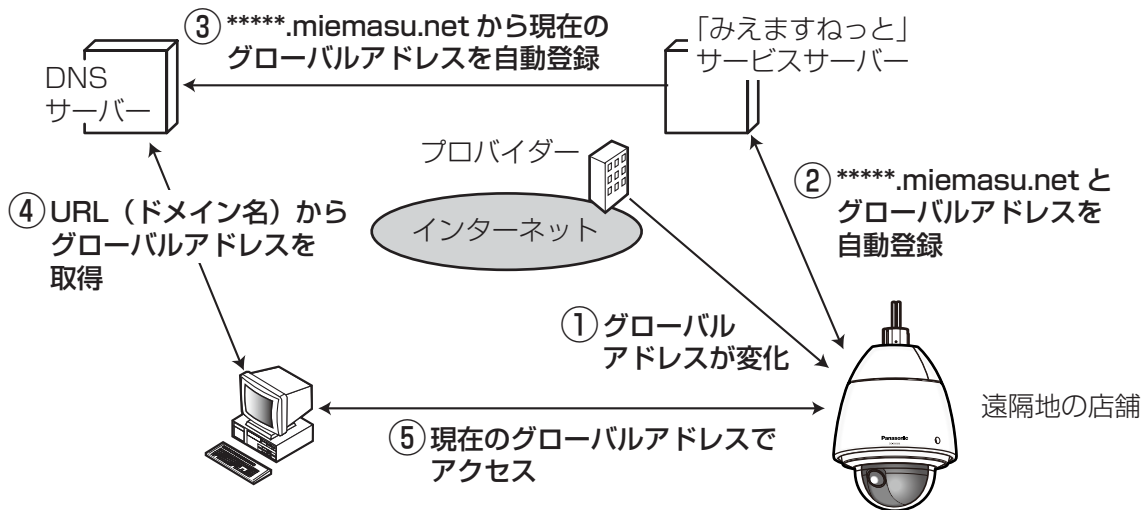 ③*****.miemasu.net から現在の
グローバルアドレスを自動登録
「みえますねっと」
サービスサーバー
DNS
サーバー
プロバイダー
インターネット
②*****.miemasu.net と
グローバルアドレスを
自動登録
④URL（ドメイン名）から
グローバルアドレスを
取得
①グローバル
アドレスが変化
遠隔地の店舗
Panasonic
⑤現在のグローバルアドレスで
アクセス